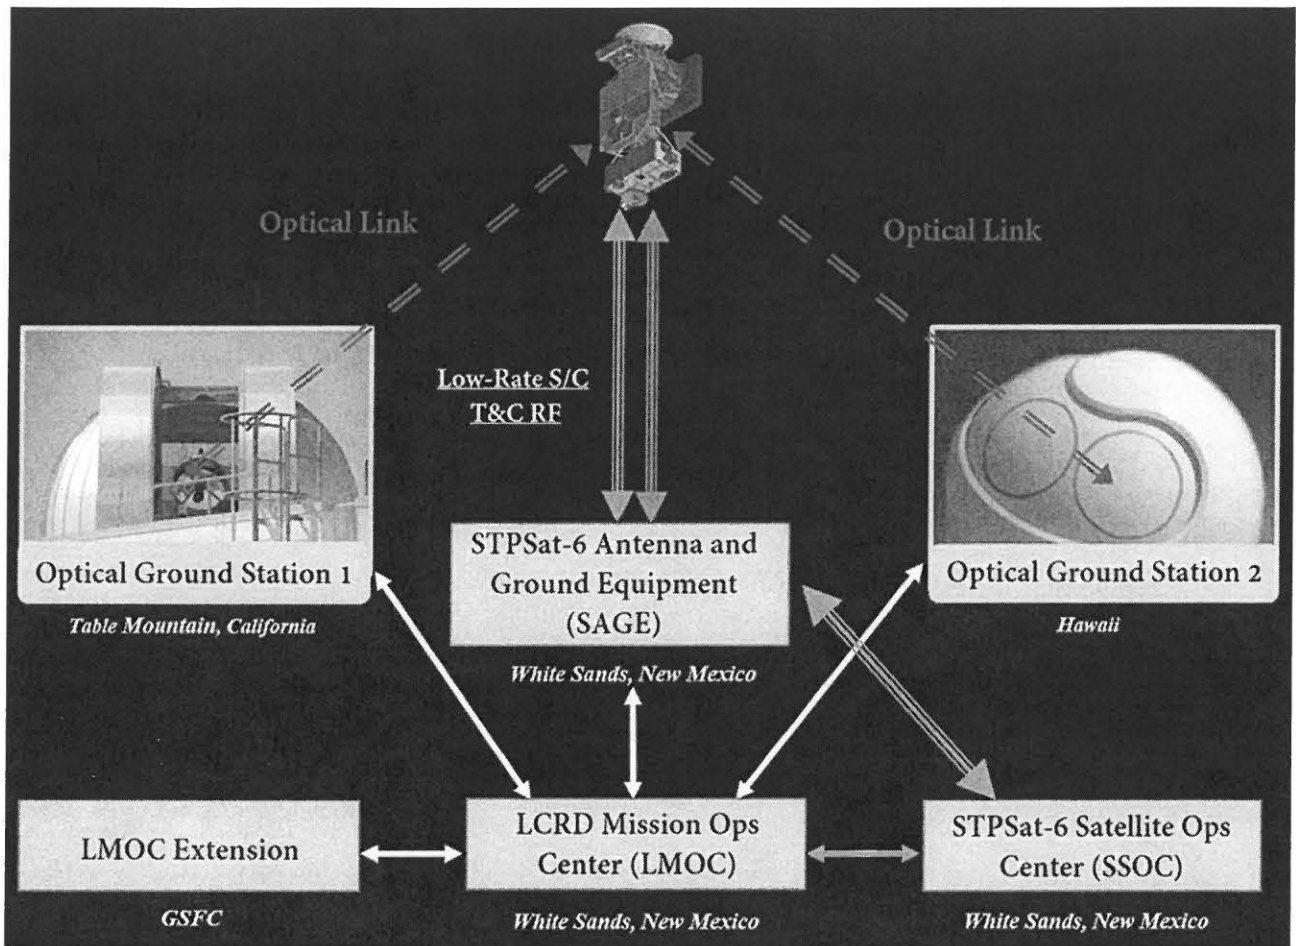 Optical Link
Optical Link
Low-Rate S/C
T&C RF
Optical Ground Station 1
Table Mountain, California
STPSat-6 Antenna and
Ground Equipment
(SAGE)
White Sands, New Mexico
Optical Ground Station 2
Hawaii
LMOC Extension
GSFC
LCRD Mission Ops
Center (LMOC)
White Sands, New Mexico
STPSat-6 Satellite Ops
Center (SSOC)
White Sands, New Mexico